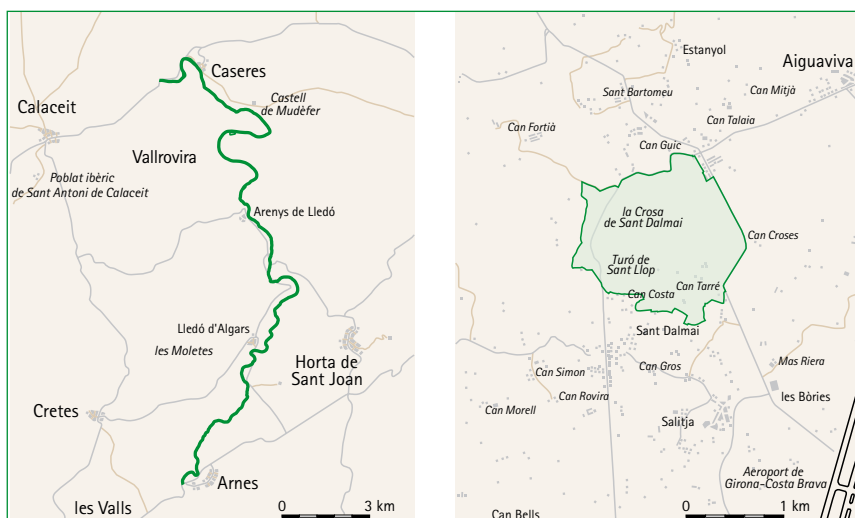 Caseres
Castell
de Mudèfer
Calaceit
Vallrovira
Poblat ibèric
de Sant Antoni de Calaceit
Arenys de Lledó
Lledó d'Algars
les Moletes
Horta de
Sant Joan
Cretes
Arnes
les Valls
0 3 km
Estanyol
Aiguaviva
Sant Bartomeu
Can Mitjà
Can Talaia
Can Fortià
Can Guic
la Crosa
de Sant Dalmai
Can Croses
Turó de
Sant Llop
Can Tarrè
Can Costa
Sant Dalmai
Can Simon
Can Gros
Mas Riera
Can Rovira
les Bòries
Can Morell
Salitja
Aeroport de
Girona-Costa Brava
Can Bells
0 1 km